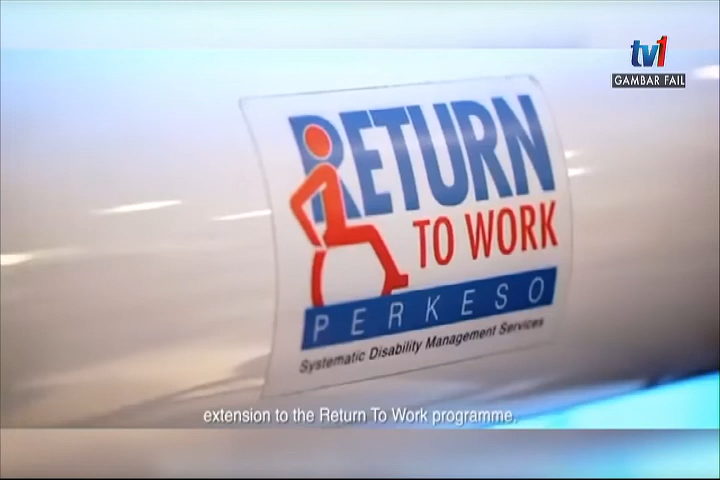 tv1
GAMBAR FAIL
RETURN
TO WORK
PERKESO
Systematic Disability Management Services
extension to the Return To Work programme.